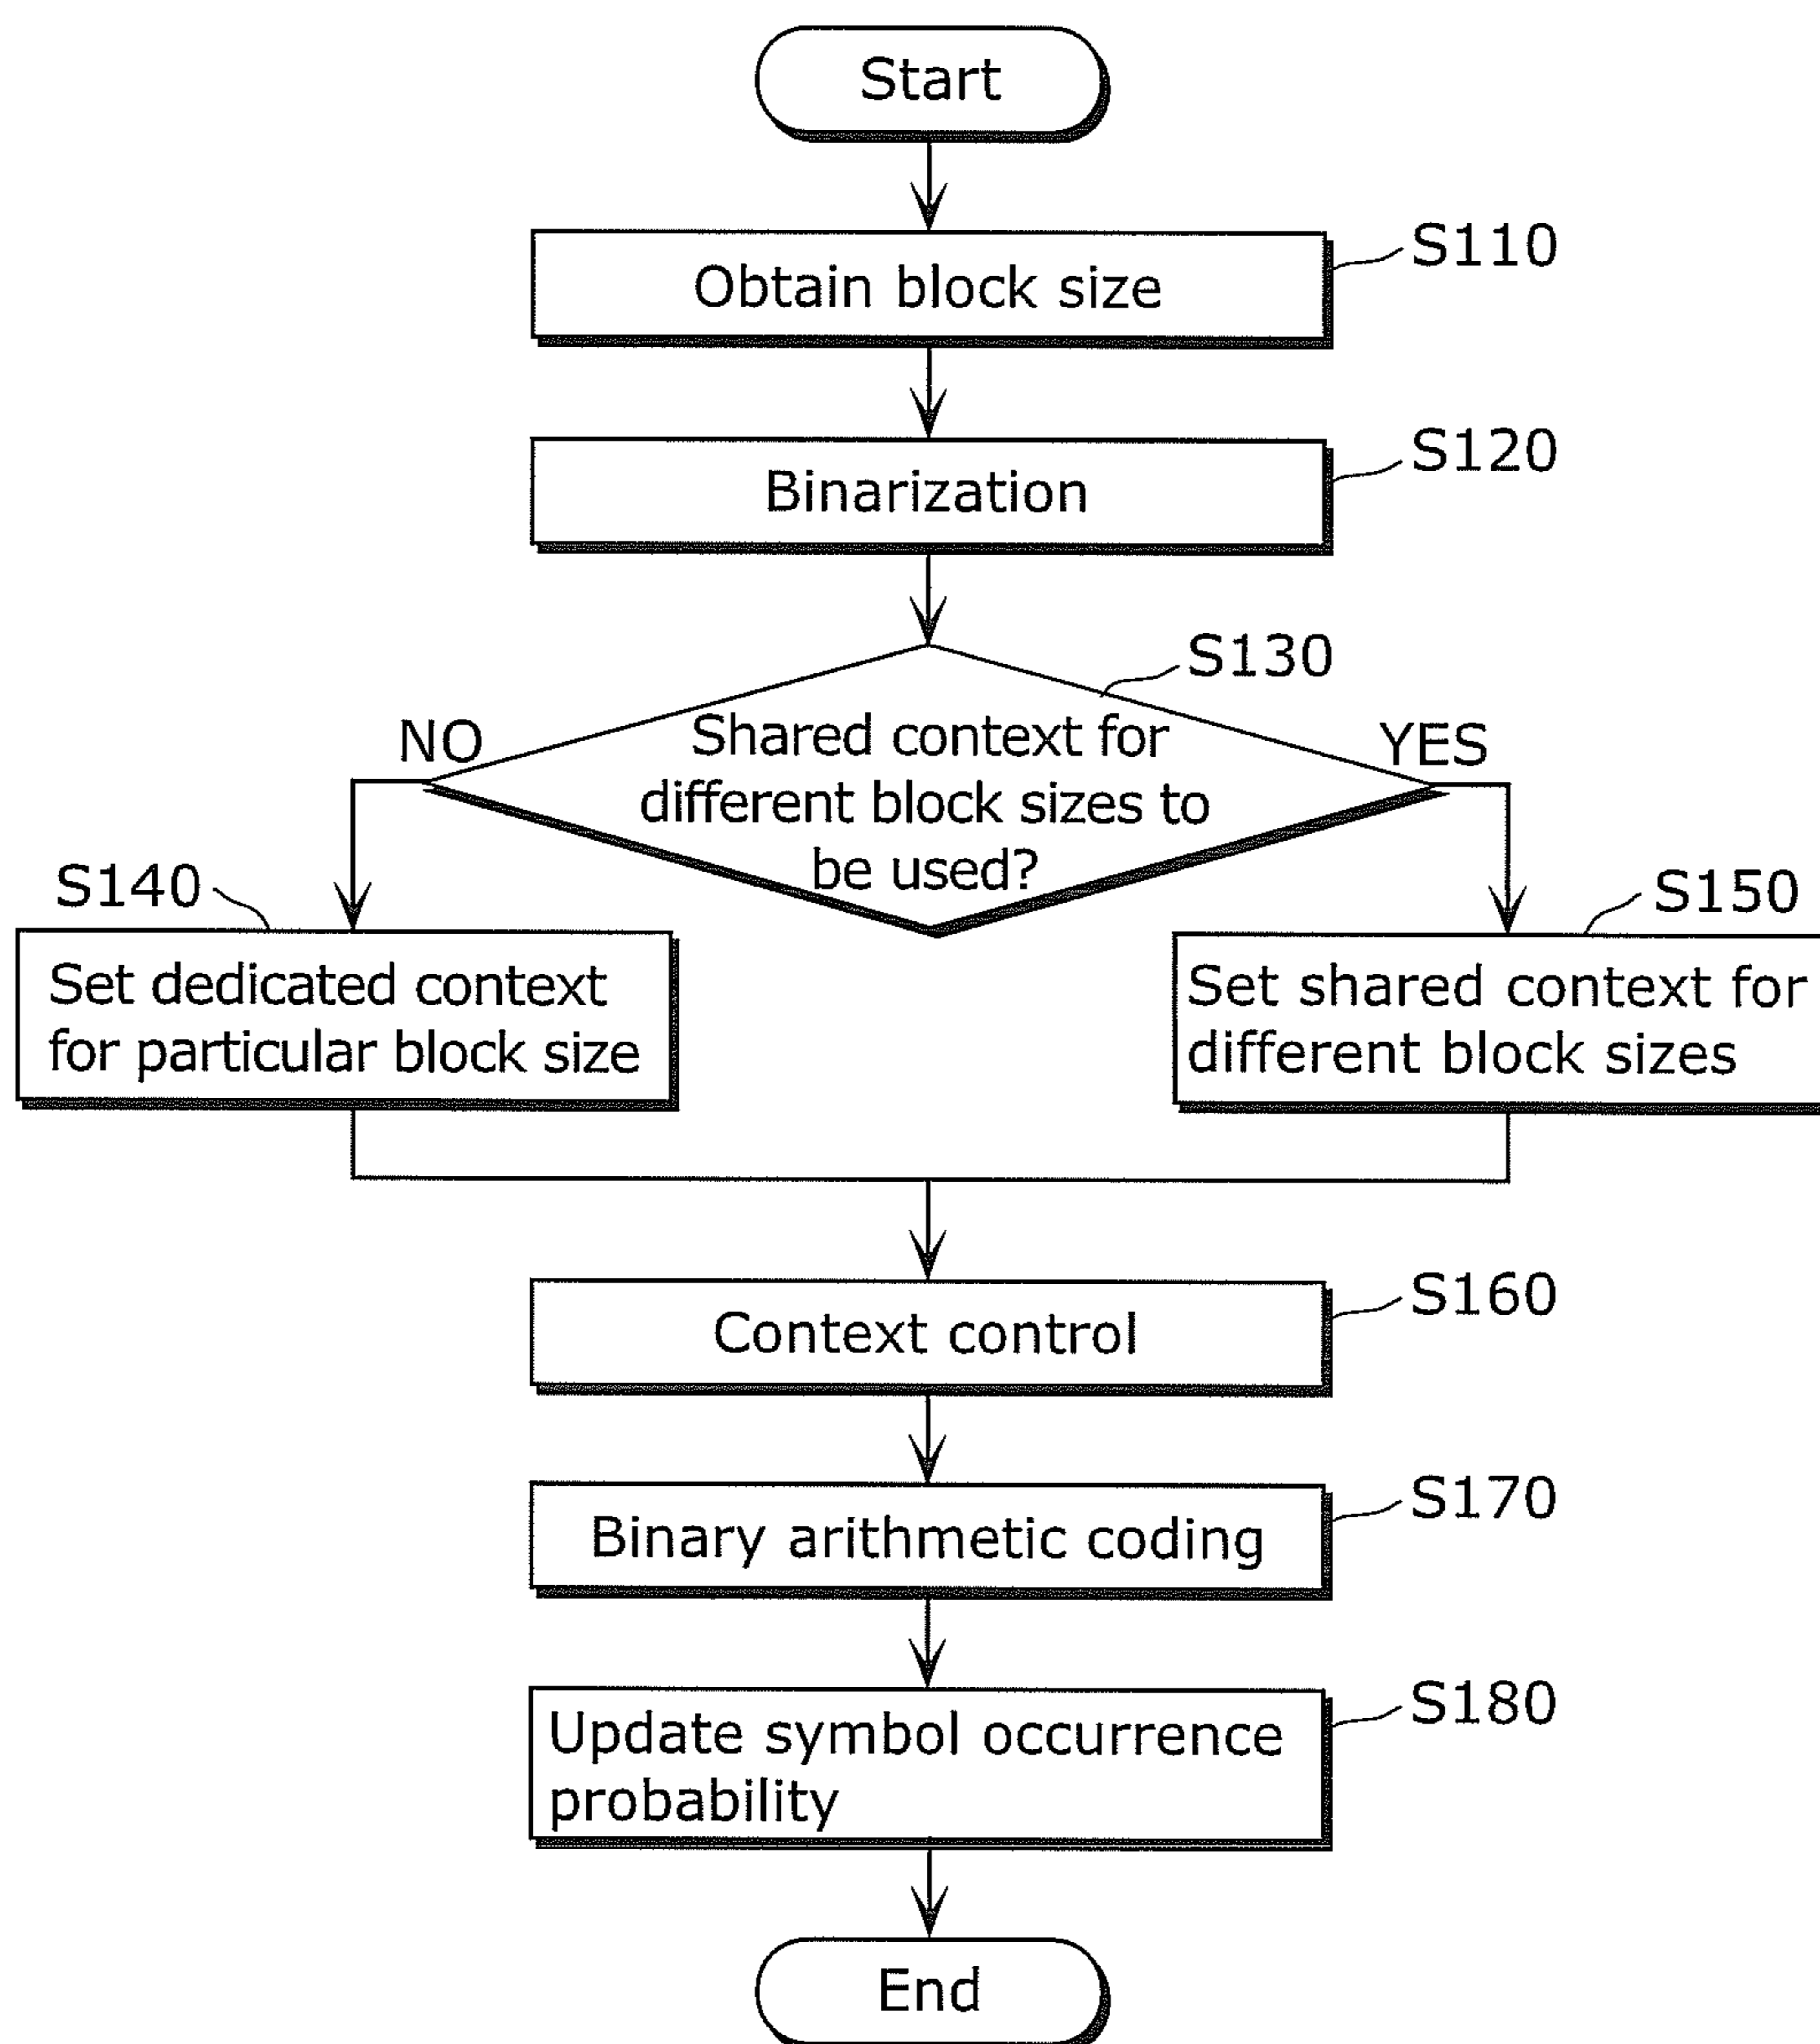 Start
S110
Obtain block size
S120
Binarization
S130
NO
YES
Shared context for
different block sizes to
be used?
S140
S150
Set dedicated context
for particular block size
Set shared context for
different block sizes
S160
Context control
S170
Binary arithmetic coding
S180
Update symbol occurrence
probability
End